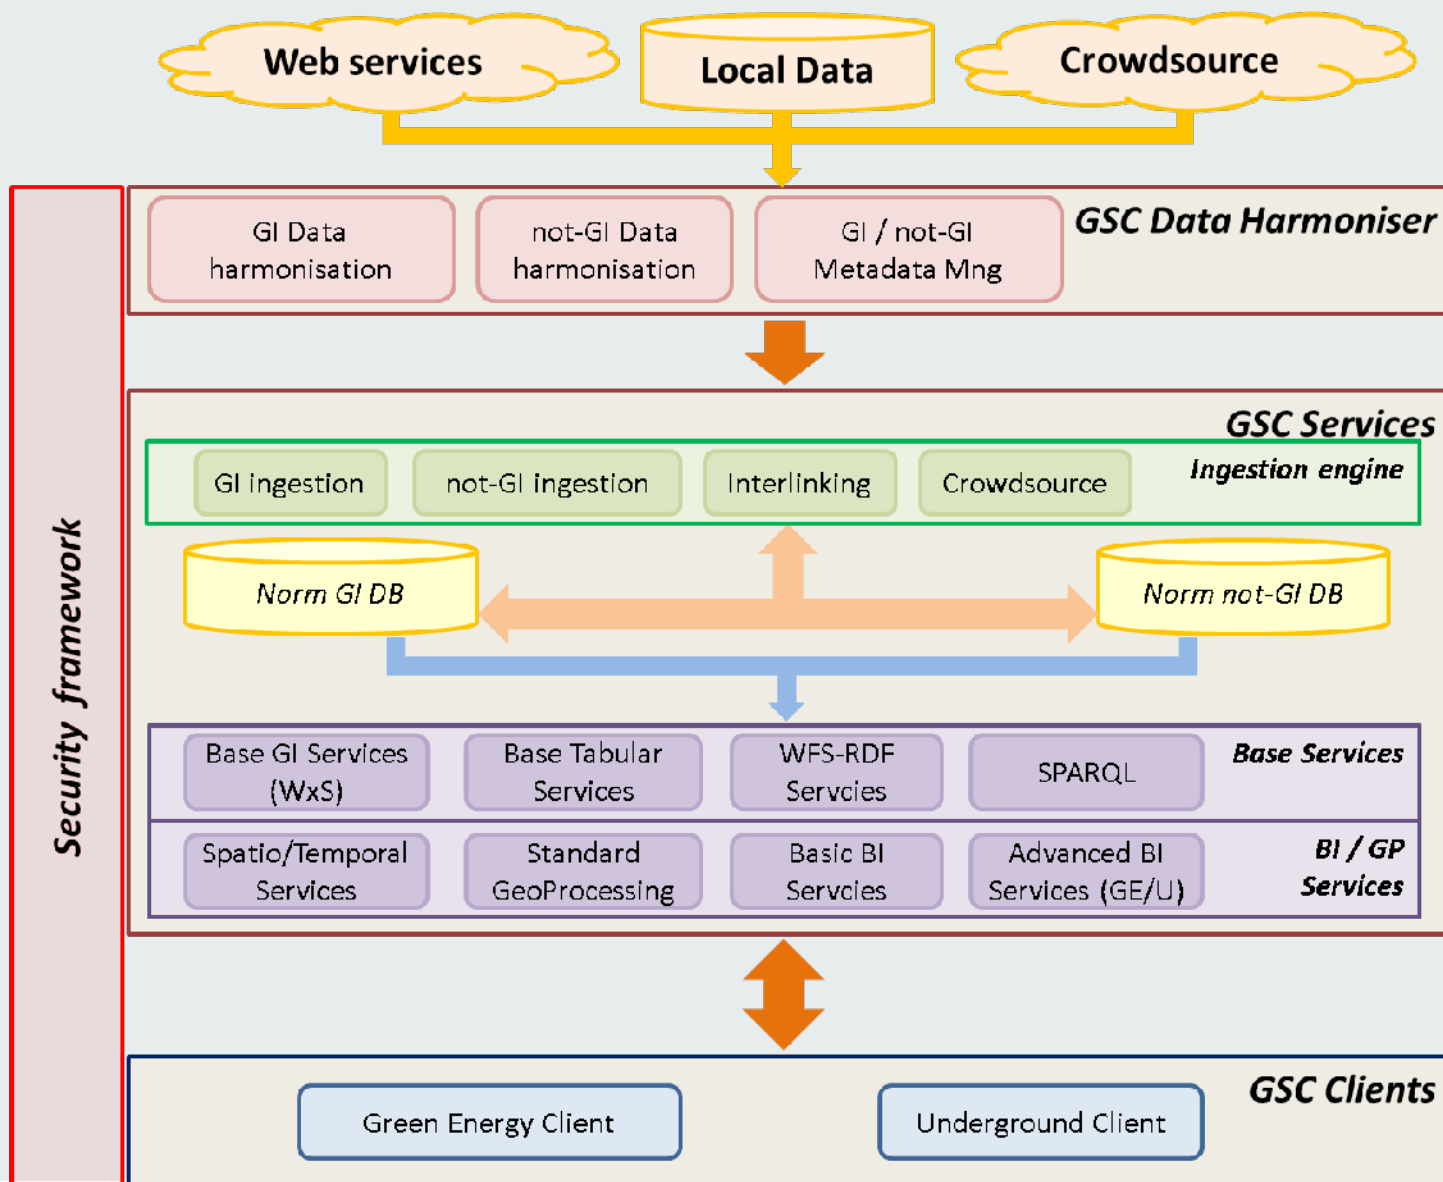 Web services
Local Data
Crowdsource
Security framework
GSC Data Harmoniser
GI Data
harmonisation
not-GI Data
harmonisation
GI / not-GI
Metadata Mng
GSC Services
Ingestion engine
GI ingestion
not-GI ingestion
Interlinking
Crowdsource
Norm GI DB
Norm not-GI DB
Base Services
Base GI Services
(WxS)
Base Tabular
Services
WFS-RDF
Servcies
SPARQL
BI / GP
Services
Spatio/Temporal
Services
Standard
GeoProcessing
Basic BI
Servcies
Advanced BI
Services (GE/U)
GSC Clients
Green Energy Client
Underground Client